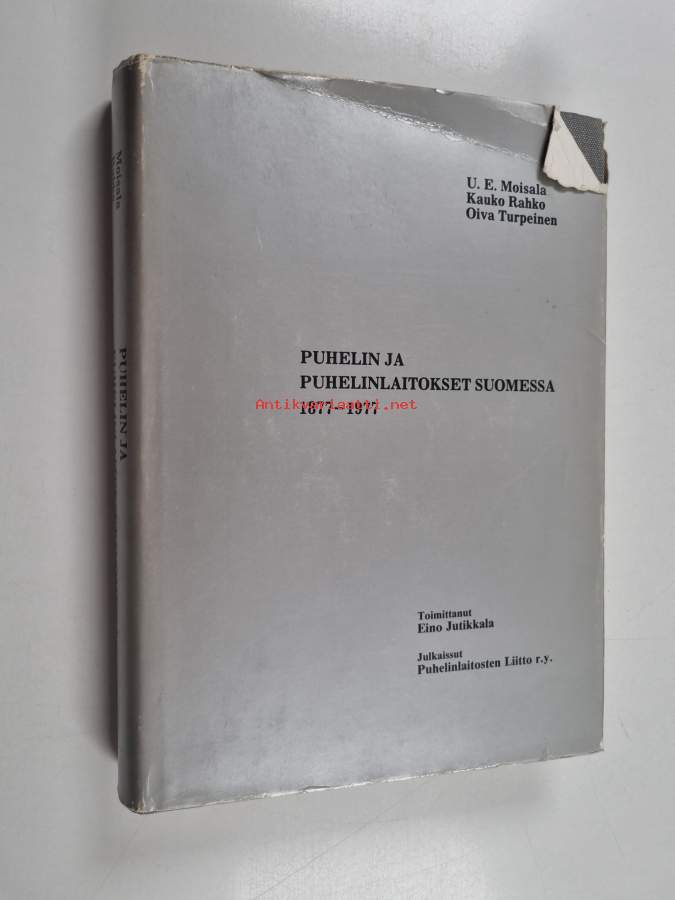 U. E. Moisala
Kauko Rahko
Oiva Turpeinen
PUHELIN JA
PUHELINLAITOKSET SUOMESSA
1877–1977
Antikvariaatti.net
Toimittanut
Eino Jutikkala
Julkaissut
Puhelinlaitosten Liitto r.y.
Moisala
PUHELIN JA